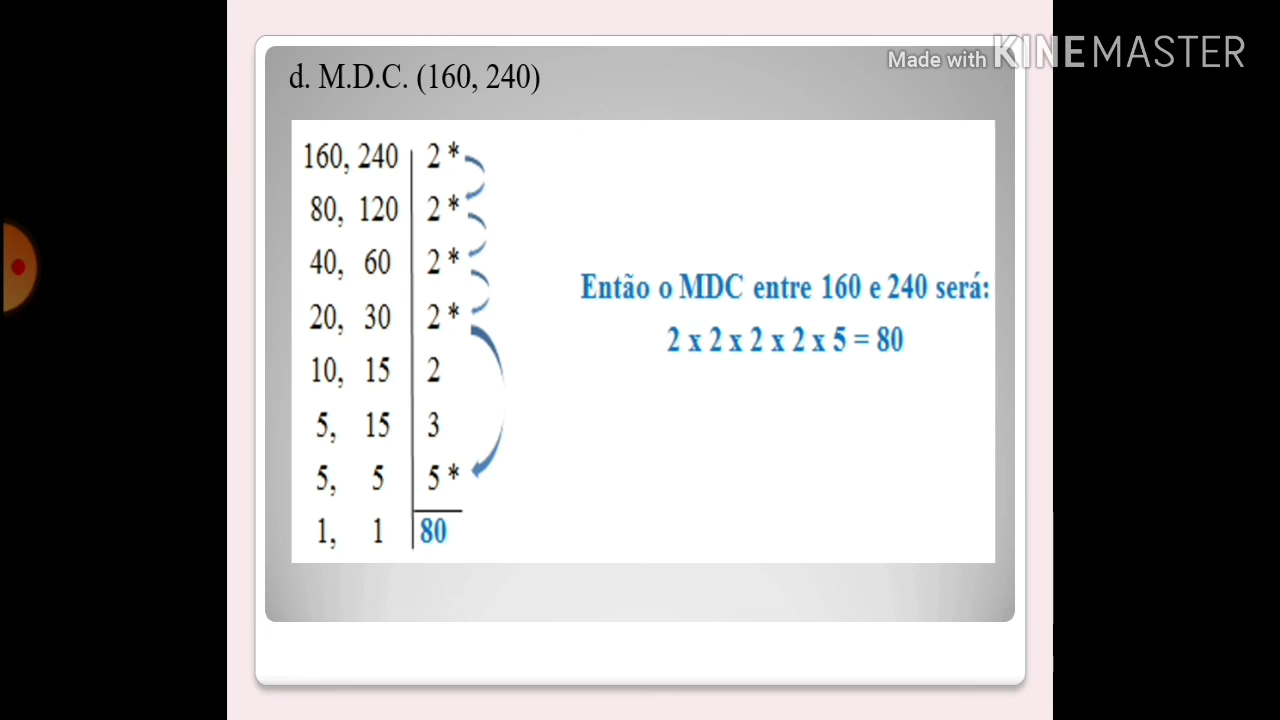 Made with KINEMASTER
d. M.D.C. (160, 240)
160, 240 2 *
80, 120 2 *
40, 60 2 *
20, 30 2 *
10, 15 2
5, 15 3
5, 5 5 *
1, 1 80
Então o MDC entre 160 e 240 será:
2 x 2 x 2 x 2 x 5 = 80